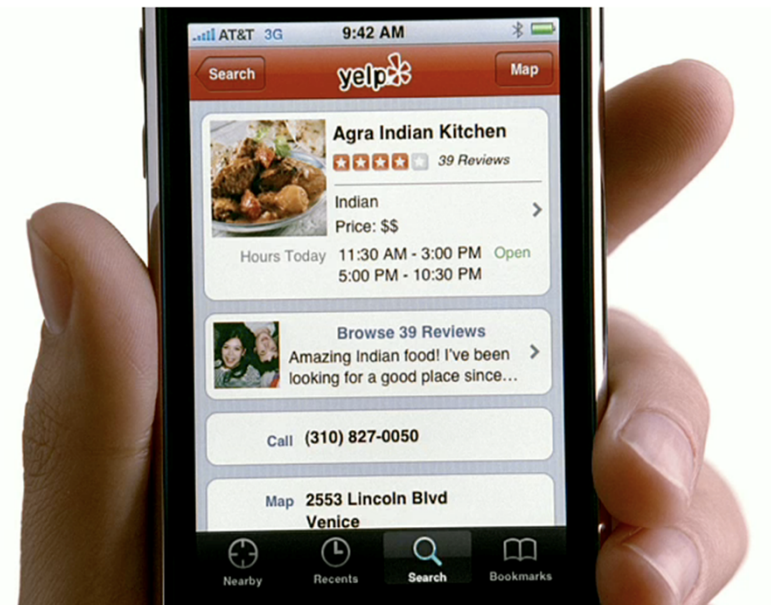 AT&T 3G 9:42 AM
Search yelp Map
Agra Indian Kitchen
39 Reviews
Indian
Price: $$
Hours Today 11:30 AM - 3:00 PM Open
5:00 PM - 10:30 PM
Browse 39 Reviews
Amazing Indian food! I've been
looking for a good place since...
Call (310) 827-0050
Map 2553 Lincoln Blvd
Venice
Nearby Recents Search Bookmarks